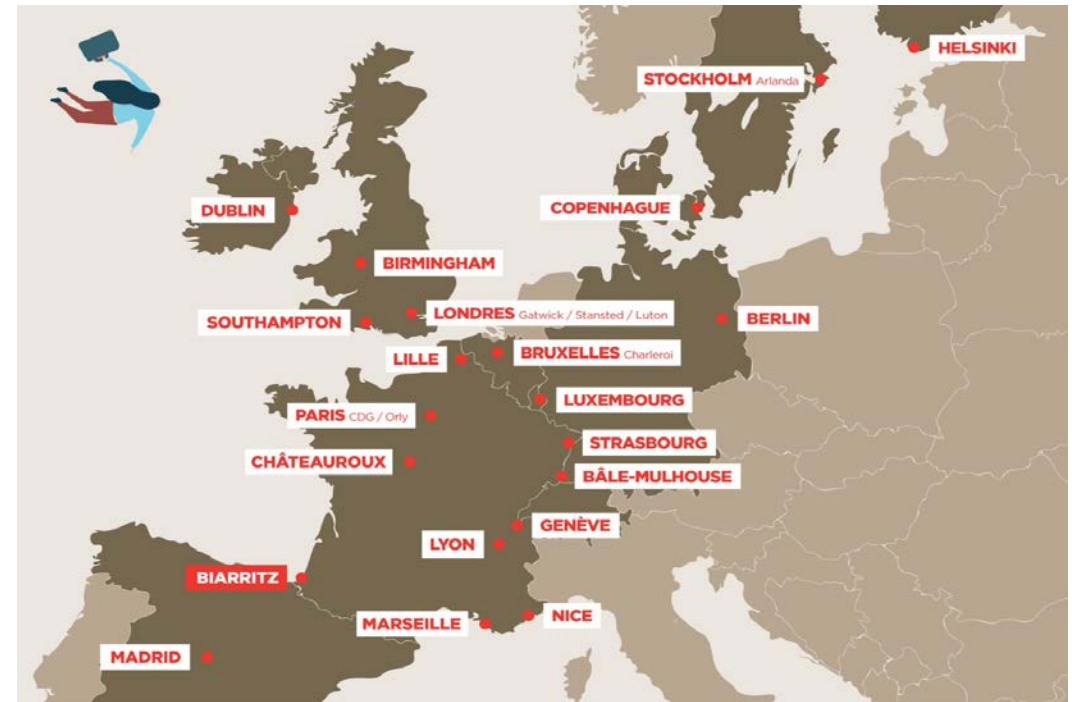 HELSINKI
STOCKHOLM Arlanda
DUBLIN
COPENHAGUE
BIRMINGHAM
SOUTHAMPTON
LONDRES Gatwick / Stansted / Luton
BERLIN
LILLE
BRUXELLES Charleroi
LUXEMBOURG
PARIS CDG / Orly
STRASBOURG
CHÂTEAUROUX
BÂLE-MULHOUSE
GENÈVE
LYON
BIARRITZ
MARSEILLE
NICE
MADRID